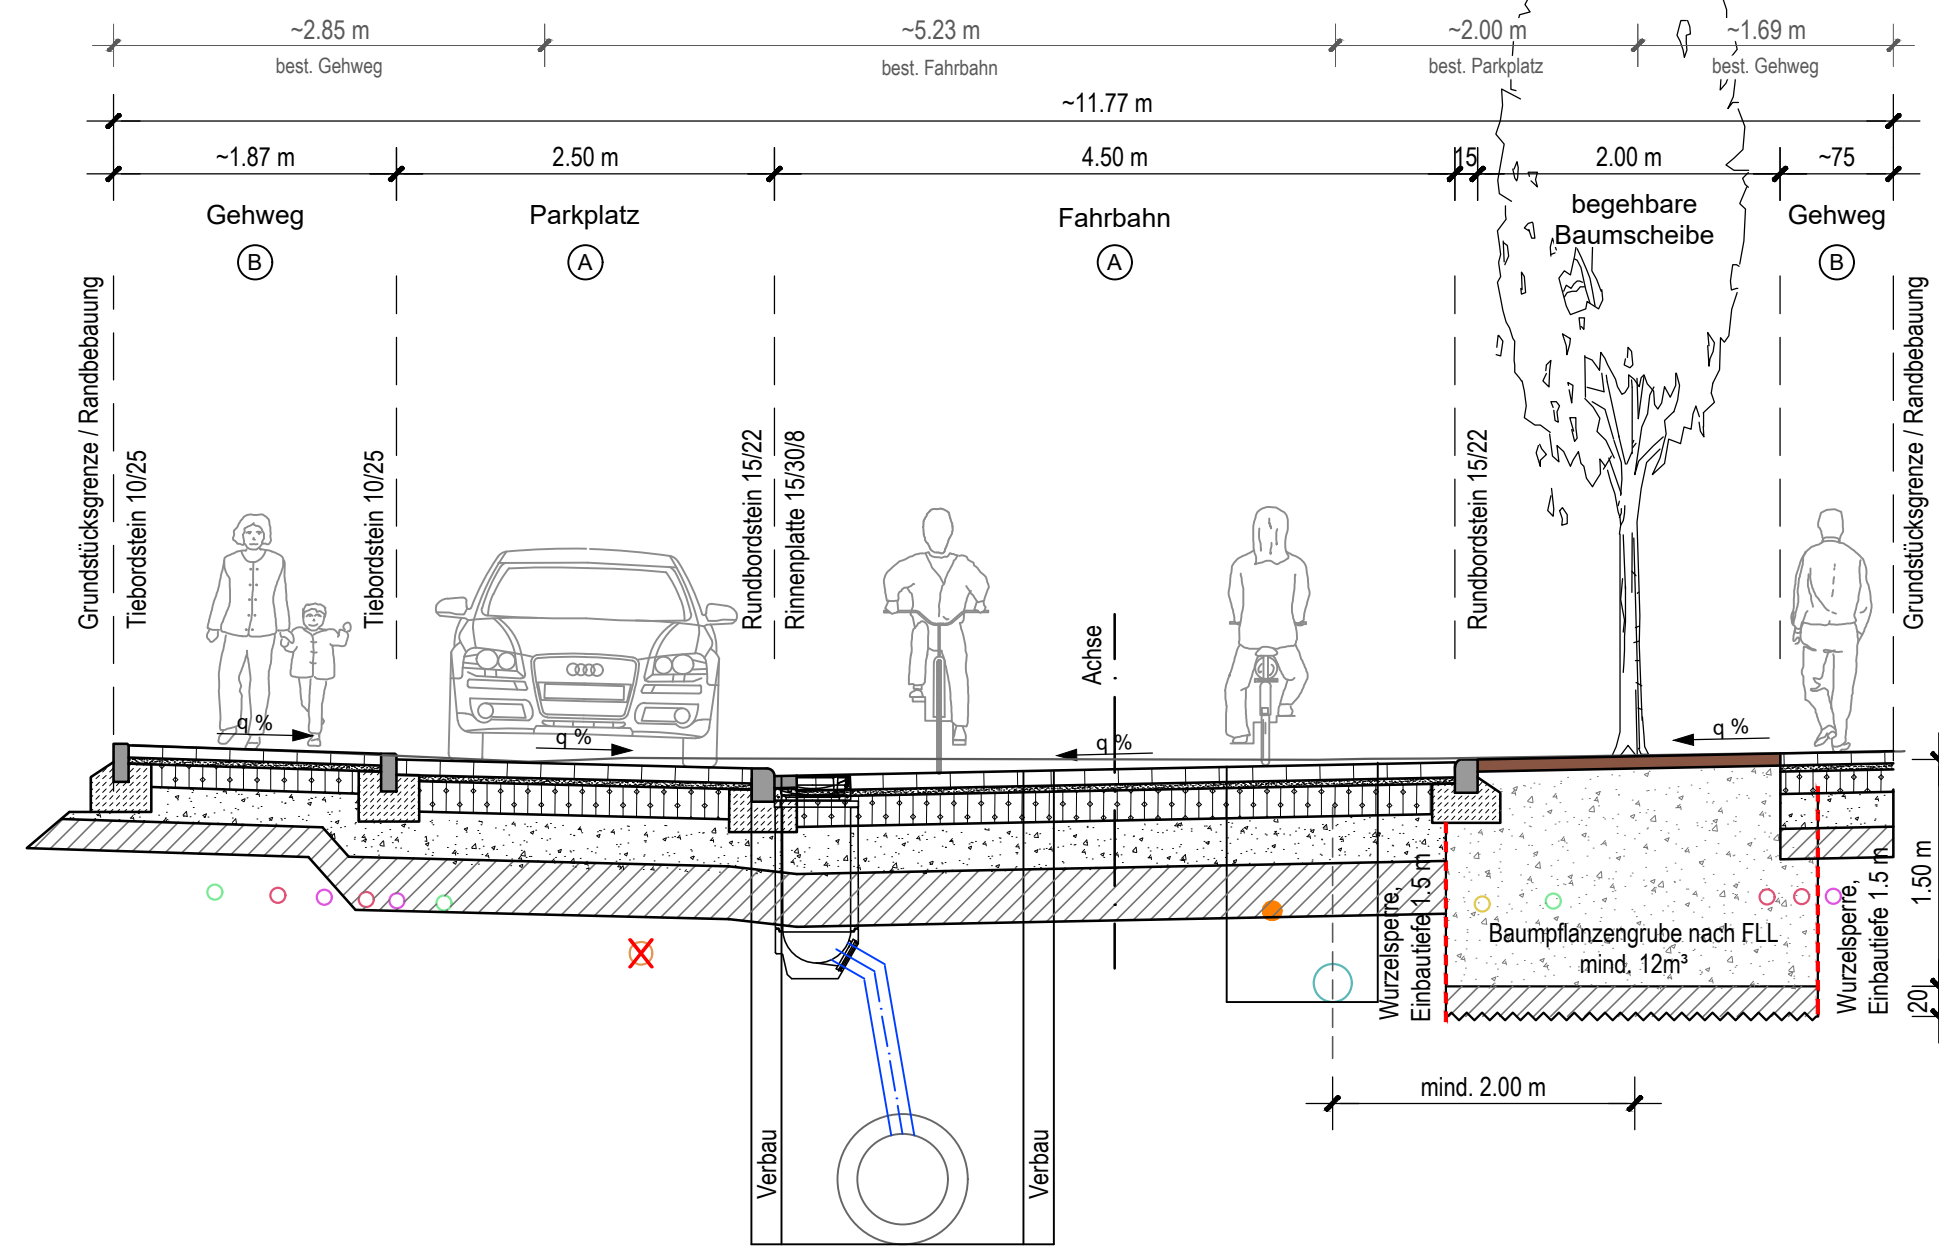 ~2.85 m
~5.23 m
~2.00 m
~1.69 m
best. Gehweg
best. Fahrbahn
best. Parkplatz
best. Gehweg
~11.77 m
~1.87 m
2.50 m
4.50 m
15
2.00 m
~75
Gehweg
Parkplatz
Fahrbahn
begehbare
Baumscheibe
Gehweg
B
A
A
B
Grundstücksgrenze / Randbebauung
Tiebordstein 10/25
Tiebordstein 10/25
Rundbordstein 15/22
Rinnenplatte 15/30/8
Achse
Rundbordstein 15/22
Grundstücksgrenze / Randbebauung
q %
q %
q %
q %
Wurzelsperre,
Einbautiefe 1.5 m
Baumpflanzengrube nach FLL
mind. 12m³
Wurzelsperre,
Einbautiefe 1.5 m
1.50 m
20
mind. 2.00 m
Verbau
Verbau